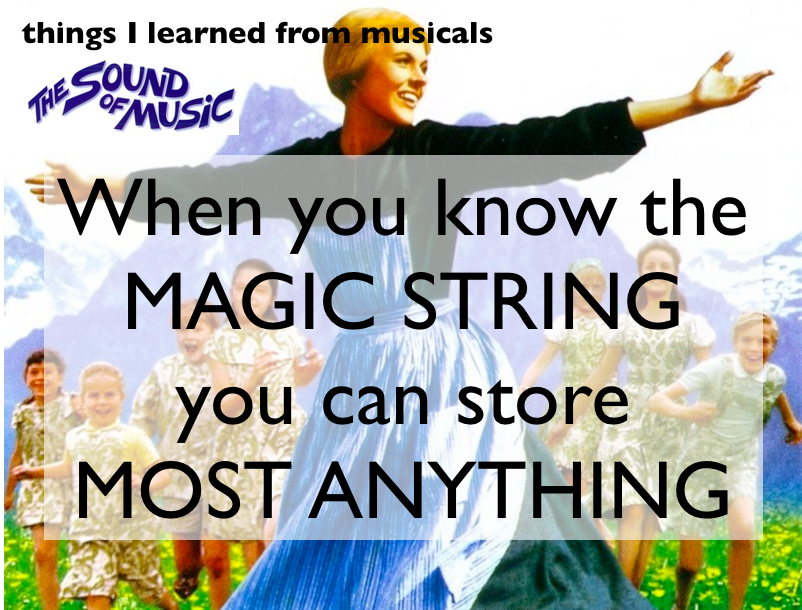 things I learned from musicals
THE SOUND
OF MUSIC
When you know the
MAGIC STRING
you can store
MOST ANYTHING